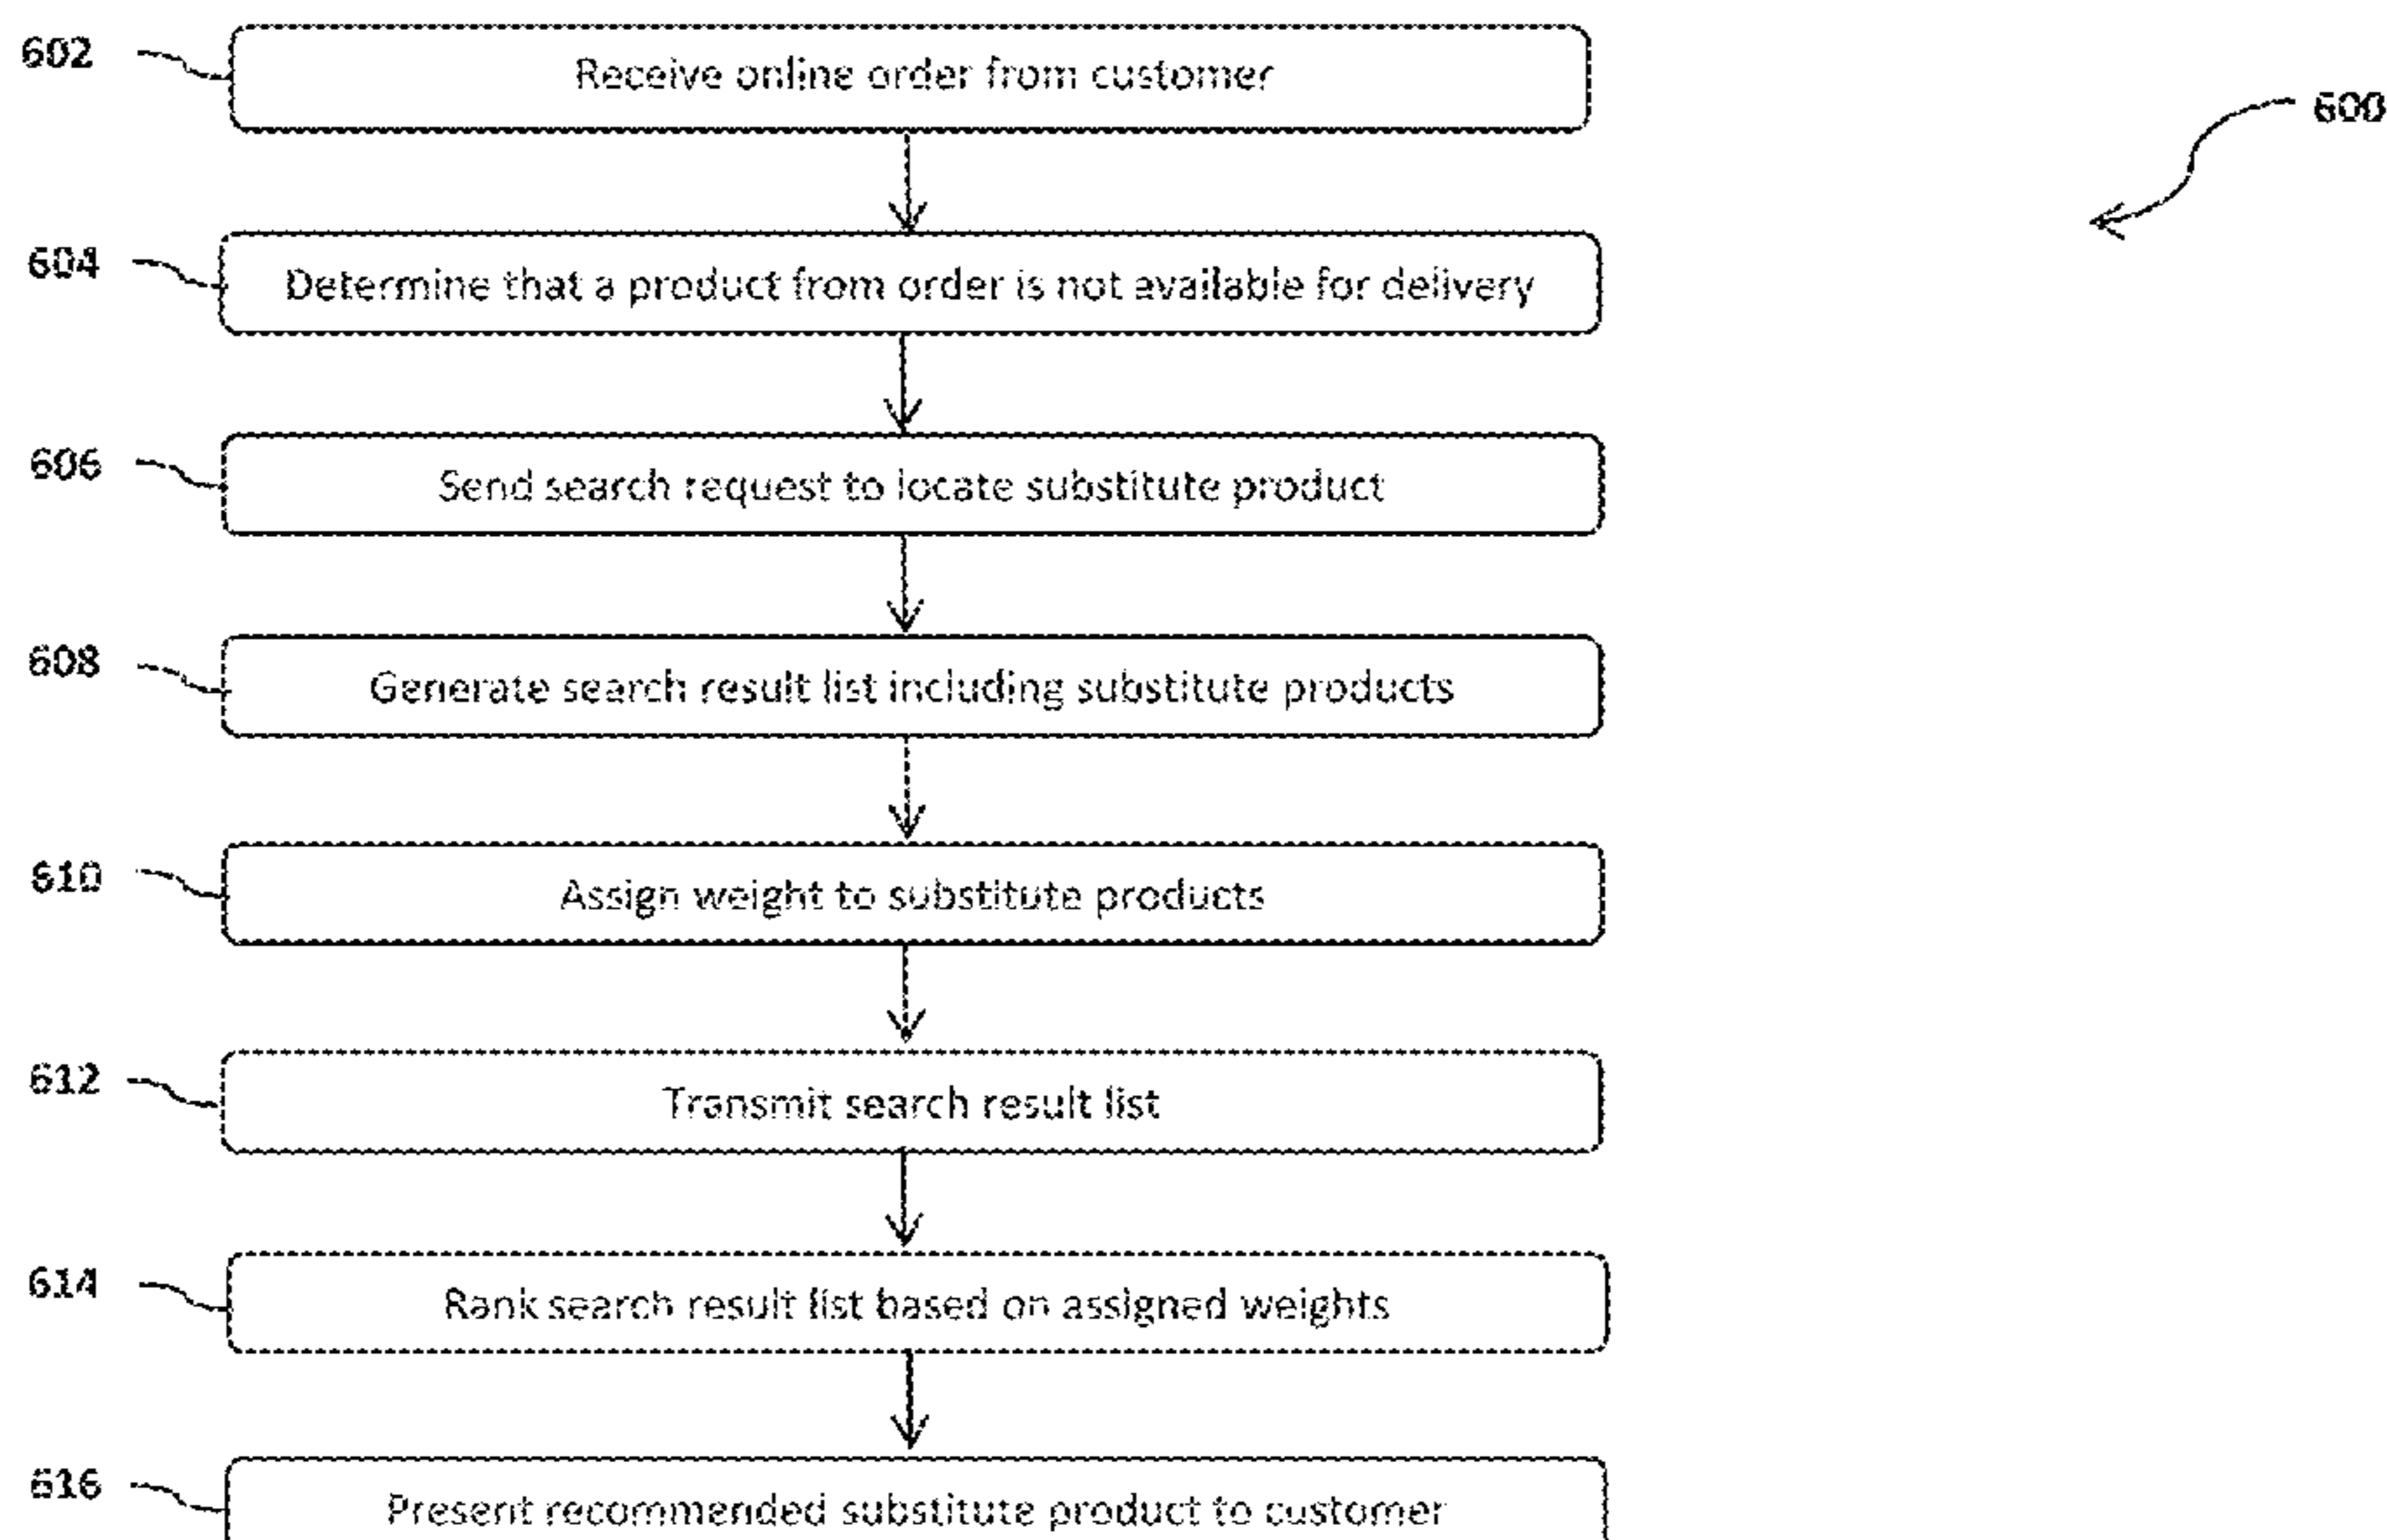 602 Receive online order from customer
600
604 Determine that a product from order is not available for delivery
606 Send search request to locate substitute product
608 Generate search result list including substitute products
610 Assign weight to substitute products
612 Transmit search result list
614 Rank search result list based on assigned weights
616 Present recommended substitute product to customer